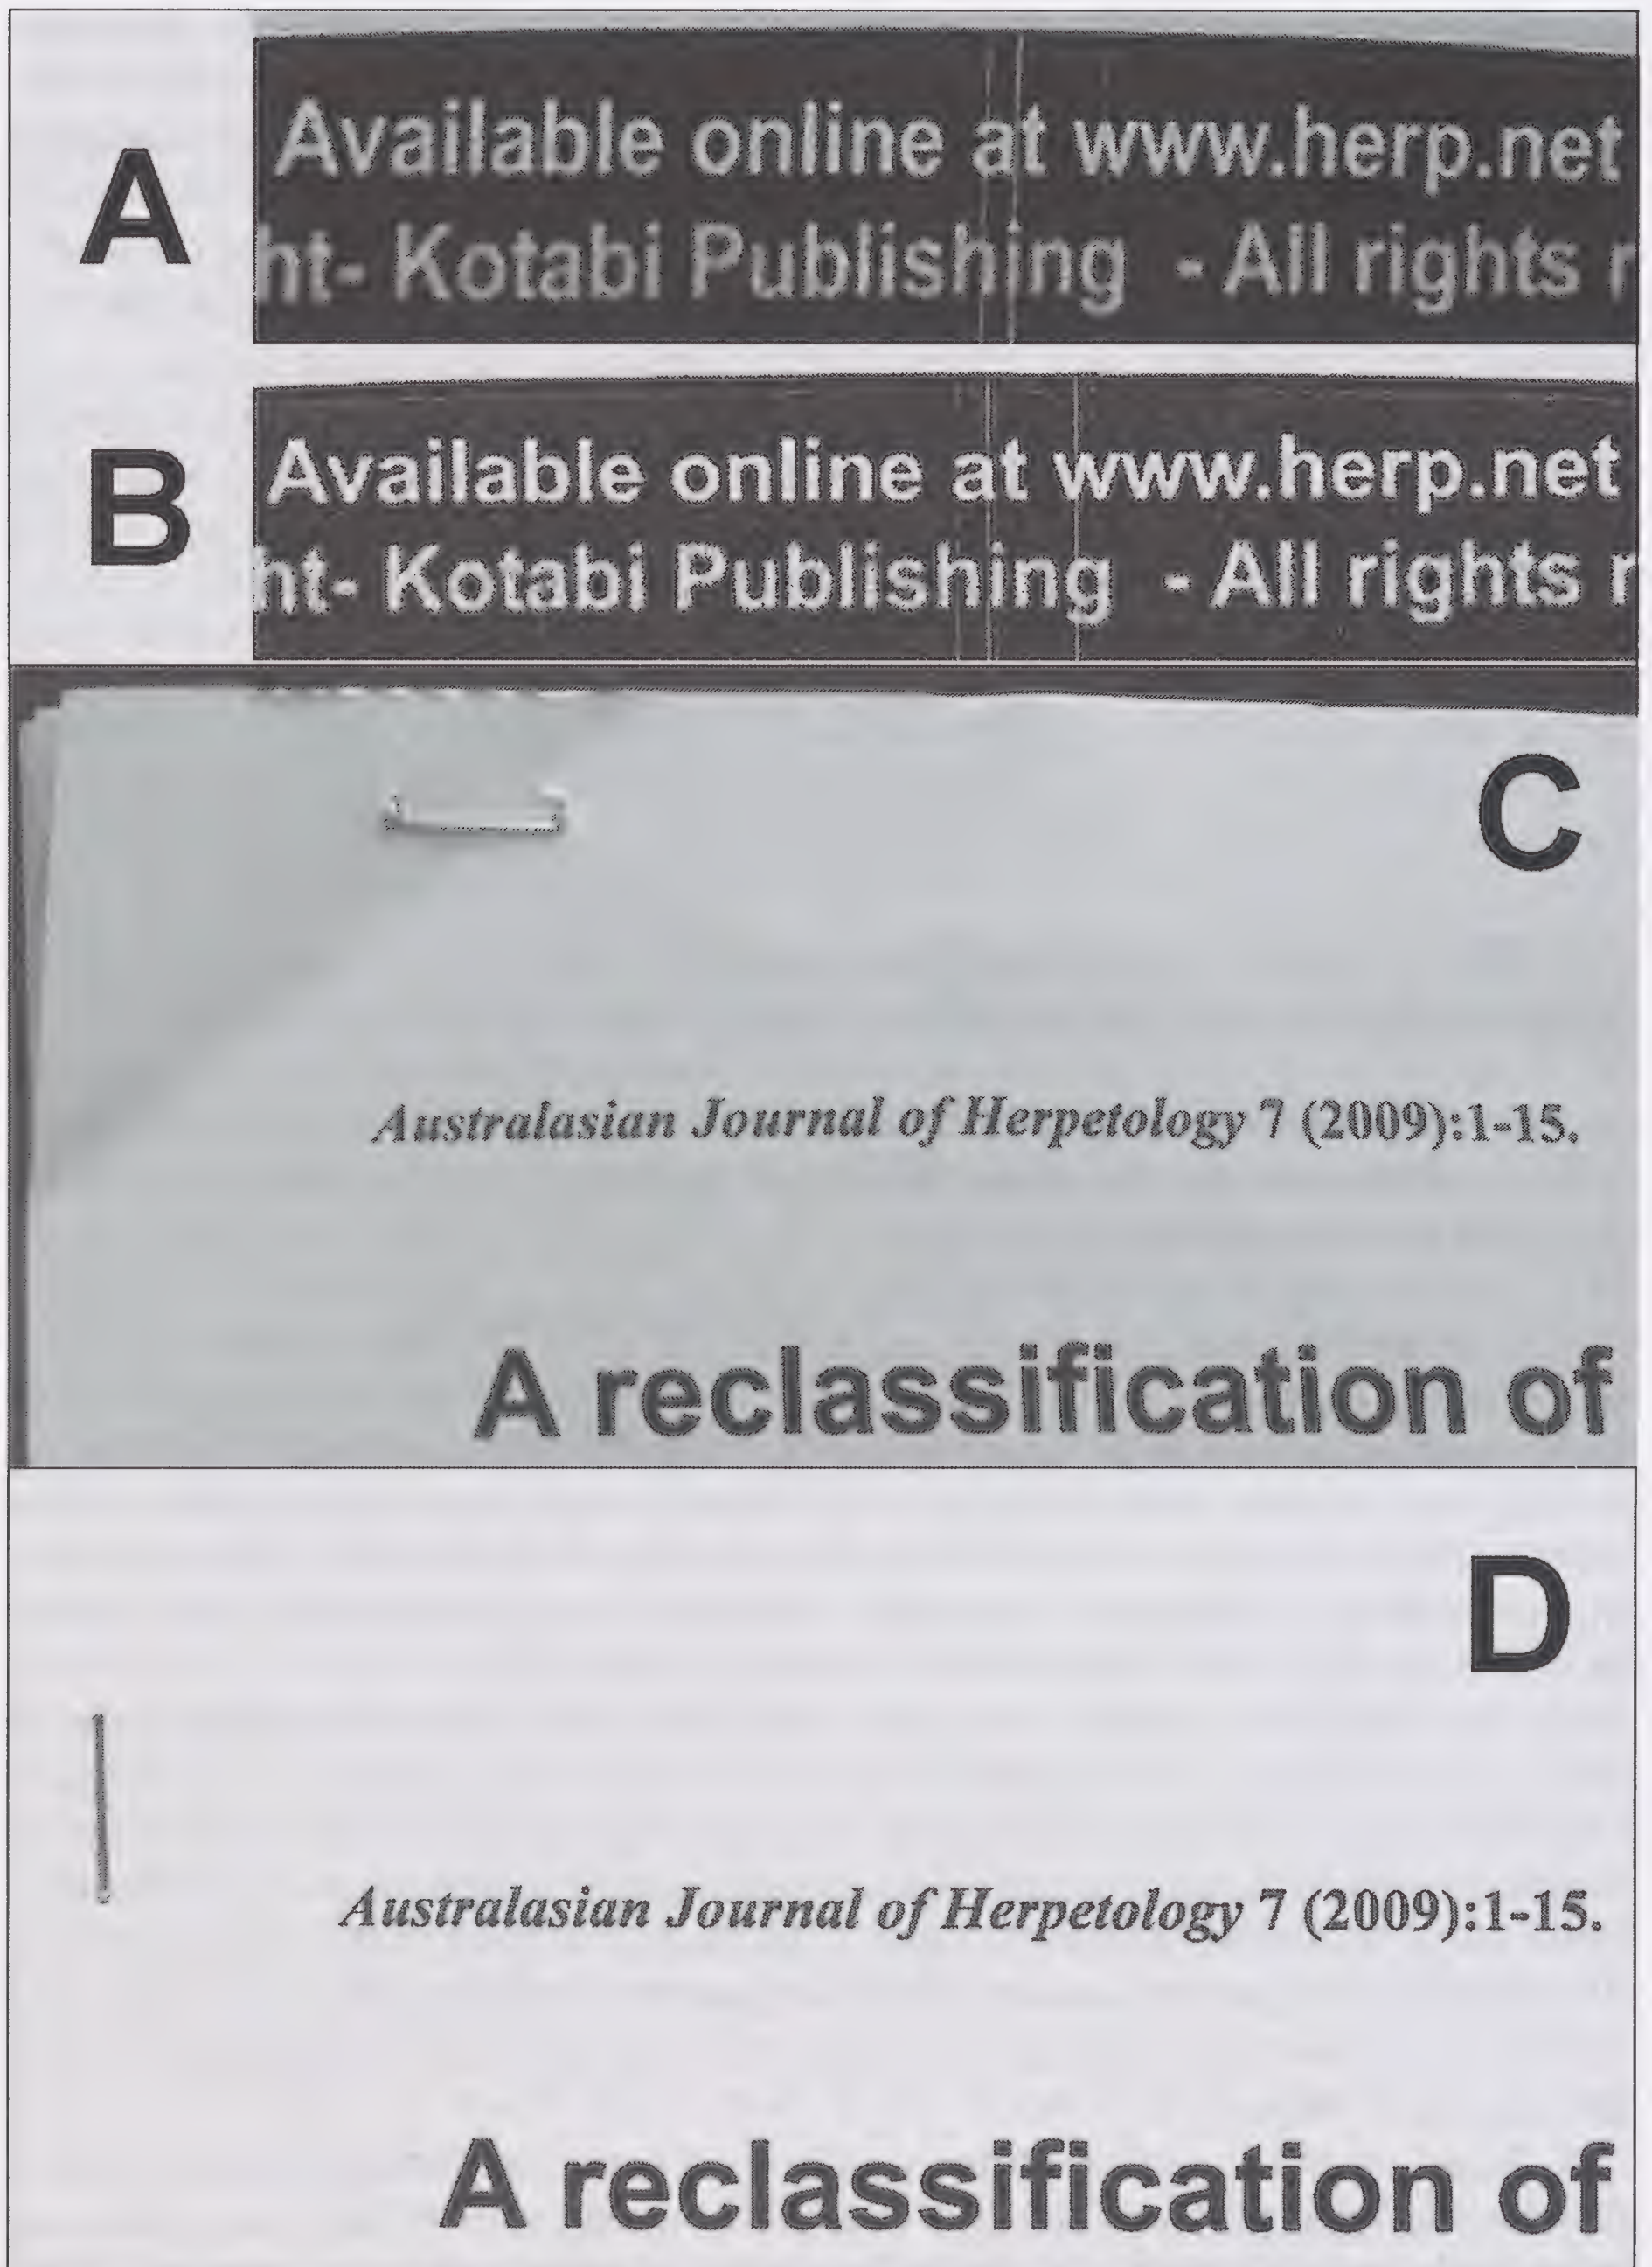 A
Available online at www.herp.net
ht- Kotabi Publishing - All rights r
B
Available online at www.herp.net
ht- Kotabi Publishing - All rights r
C
Australasian Journal of Herpetology 7 (2009):1-15.
A reclassification of
D
Australasian Journal of Herpetology 7 (2009):1-15.
A reclassification of